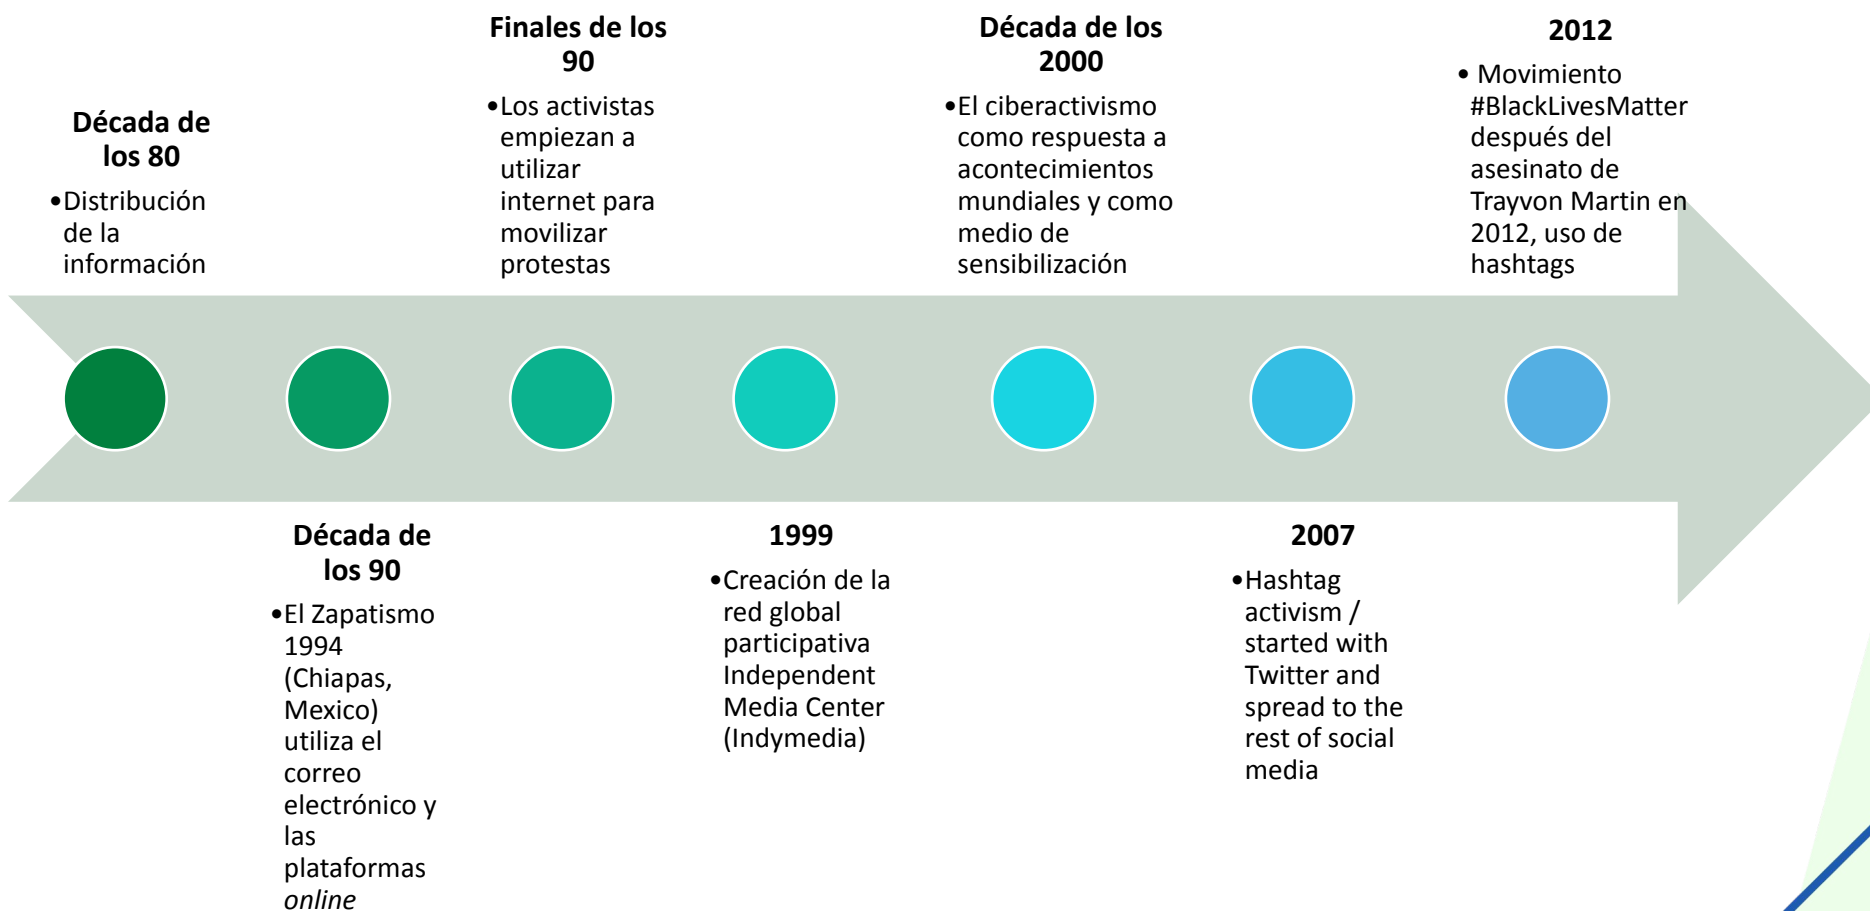 Década de
los 80
•Distribución
de la
información
Década de
los 90
•El Zapatismo
1994
(Chiapas,
Mexico)
utiliza el
correo
electrónico y
las
plataformas
online
Finales de los
90
•Los activistas
empiezan a
utilizar
internet para
movilizar
protestas
1999
•Creación de la
red global
participativa
Independent
Media Center
(Indymedia)
Década de los
2000
•El ciberactivismo
como respuesta a
acontecimientos
mundiales y como
medio de
sensibilización
2007
•Hashtag
activism /
started with
Twitter and
spread to the
rest of social
media
2012
• Movimiento
#BlackLivesMatter
después del
asesinato de
Trayvon Martin en
2012, uso de
hashtags